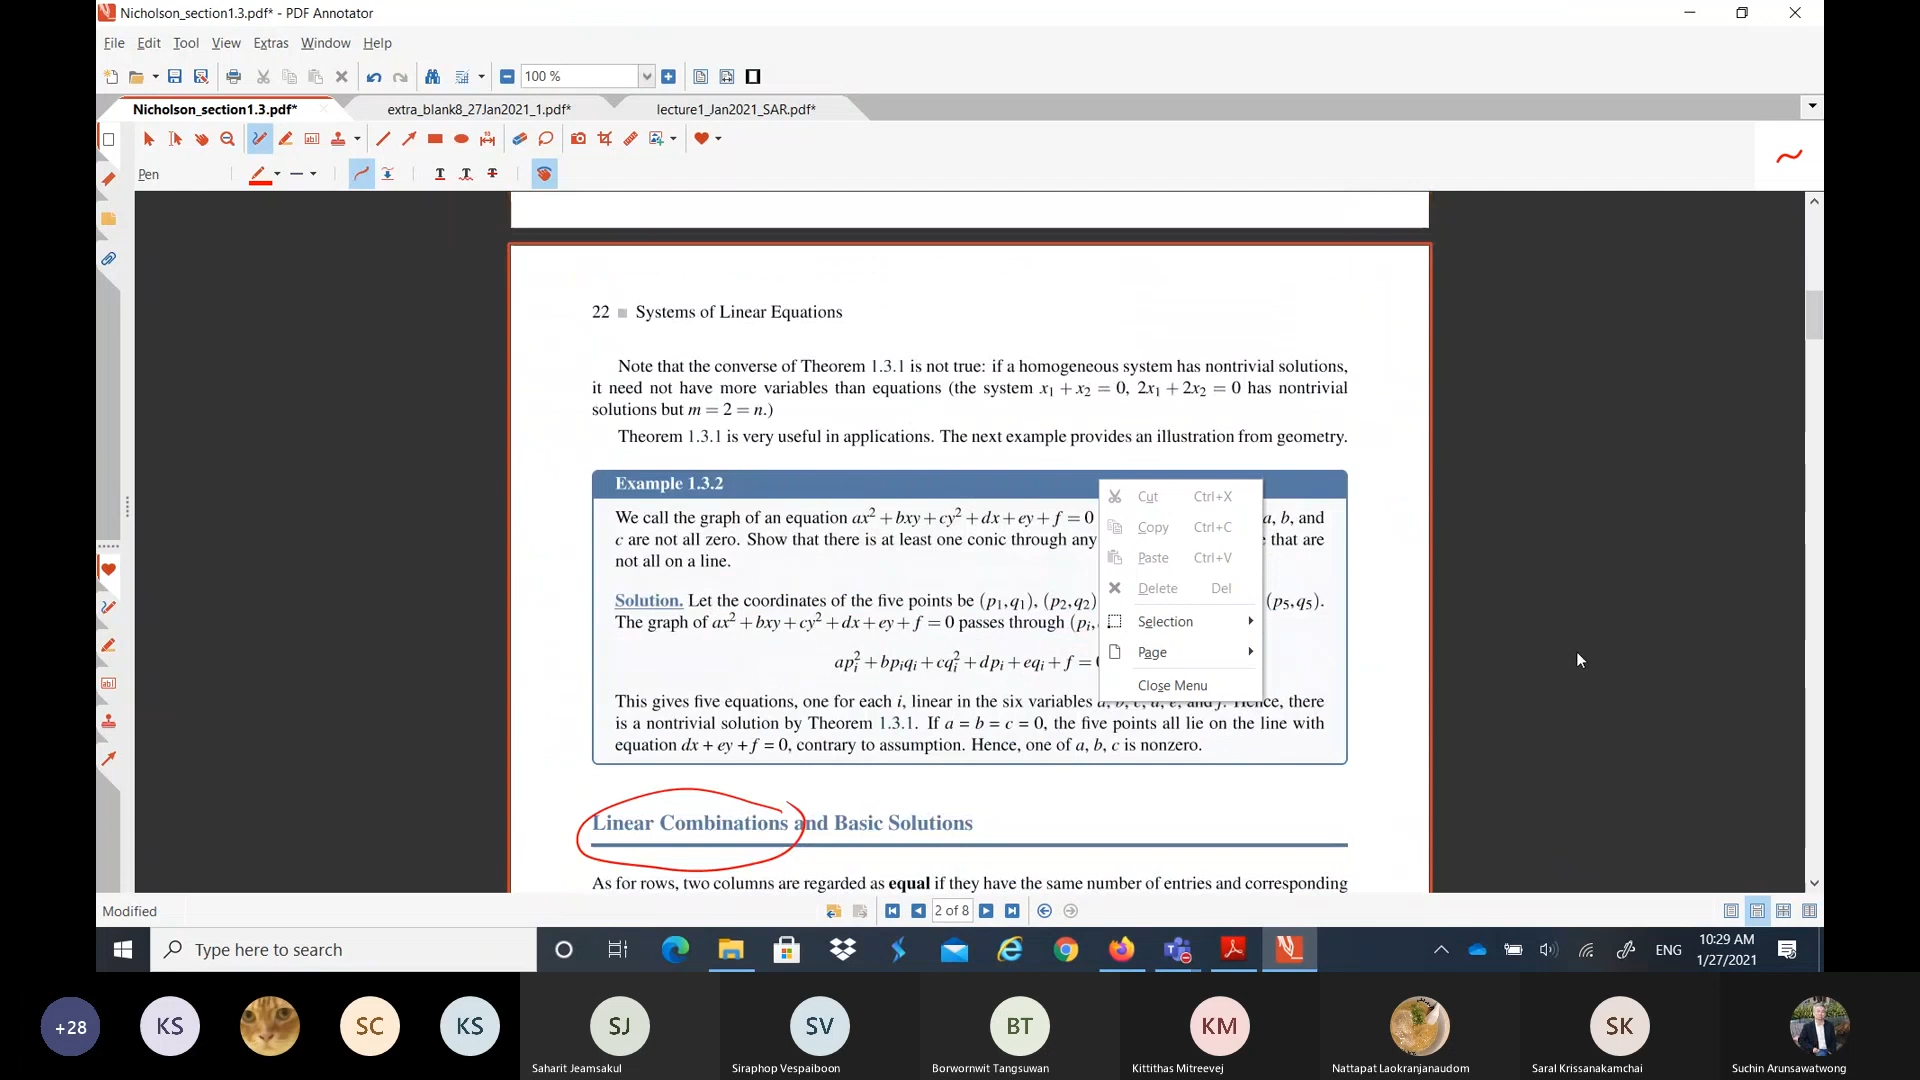 Nicholson_section1.3.pdf* - PDF Annotator
File Edit Tool View Extras Window Help
100 %
Nicholson_section1.3.pdf* extra_blank8_27Jan2021_1.pdf* lecture1_Jan2021_SAR.pdf*
Pen
22 Systems of Linear Equations
Note that the converse of Theorem 1.3.1 is not true: if a homogeneous system has nontrivial solutions,
it need not have more variables than equations (the system x₁ + x₂ = 0, 2x₁ + 2x₂ = 0 has nontrivial
solutions but m = 2 = n.)
Theorem 1.3.1 is very useful in applications. The next example provides an illustration from geometry.
Example 1.3.2
We call the graph of an equation ax² + bxy + cy² + dx + ey + f = 0 a, b, and
c are not all zero. Show that there is at least one conic through any that are
not all on a line.
Solution. Let the coordinates of the five points be (p₁,q₁), (p₂,q₂) (p₅,q₅).
The graph of ax² + bxy + cy² + dx + ey + f = 0 passes through (pᵢ,
apᵢ² + bpᵢqᵢ + cqᵢ² + dpᵢ + eqᵢ + f =
This gives five equations, one for each i, linear in the six variables there
is a nontrivial solution by Theorem 1.3.1. If a = b = c = 0, the five points all lie on the line with
equation dx + ey + f = 0, contrary to assumption. Hence, one of a, b, c is nonzero.
Cut Ctrl+X
Copy Ctrl+C
Paste Ctrl+V
Delete Del
Selection
Page
Close Menu
Linear Combinations and Basic Solutions
As for rows, two columns are regarded as equal if they have the same number of entries and corresponding
Modified
2 of 8
Type here to search
ENG
10:29 AM
1/27/2021
+28 KS SC KS SJ SV BT KM SK
Saharit Jeamsakul Siraphop Vespaiboon Borwornwit Tangsuwan Kittithas Mitreevej Nattapat Laokranjanaudom Saral Krissanakamchai Suchin Arunsawatwong